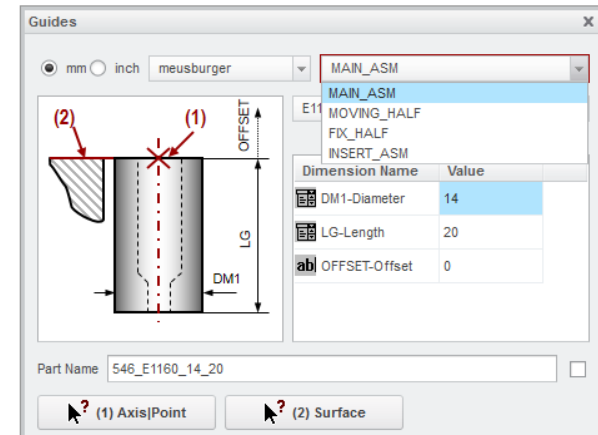 Guides x
mm inch meusburger MAIN_ASM
MAIN_ASM
MOVING_HALF
FIX_HALF
INSERT_ASM
E11
(2) (1) OFFSET
LG
DM1
Dimension Name Value
DM1-Diameter 14
LG-Length 20
ab OFFSET-Offset 0
Part Name 546_E1160_14_20
? (1) Axis|Point ? (2) Surface